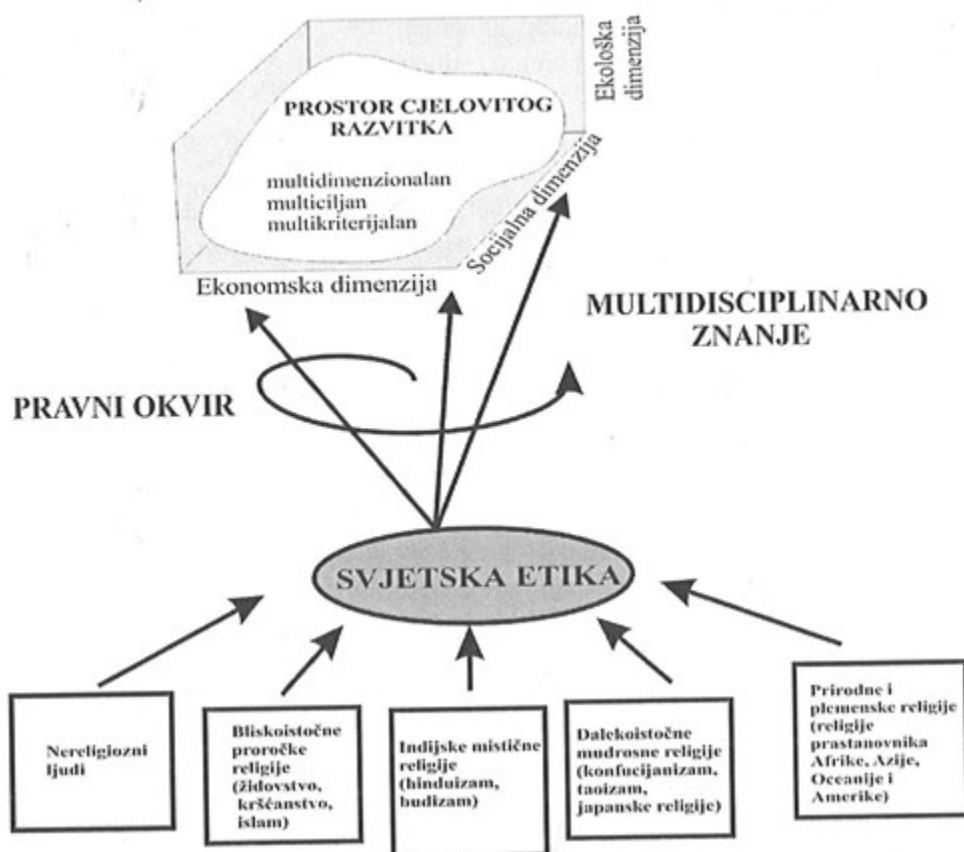 Ekološka
dimenzija
PROSTOR CJELOVITOG
RAZVITKA
multidimenzionalan
multiciljan
multikriterijalan
Socijalna dimenzija
Ekonomska dimenzija
MULTIDISCIPLINARNO
ZNANJE
PRAVNI OKVIR
SVJETSKA ETIKA
Nereligiozni
ljudi
Bliskoistočne
proročke
religije
(židovstvo,
kršćanstvo,
islam)
Indijske mistične
religije
(hinduizam,
budizam)
Dalekoistočne
mudrosne religije
(konfucijanizam,
taoizam,
japanske religije)
Prirodne i
plemenske religije
(religije
prastanovnika
Afrike, Azije,
Oceanije i
Amerike)